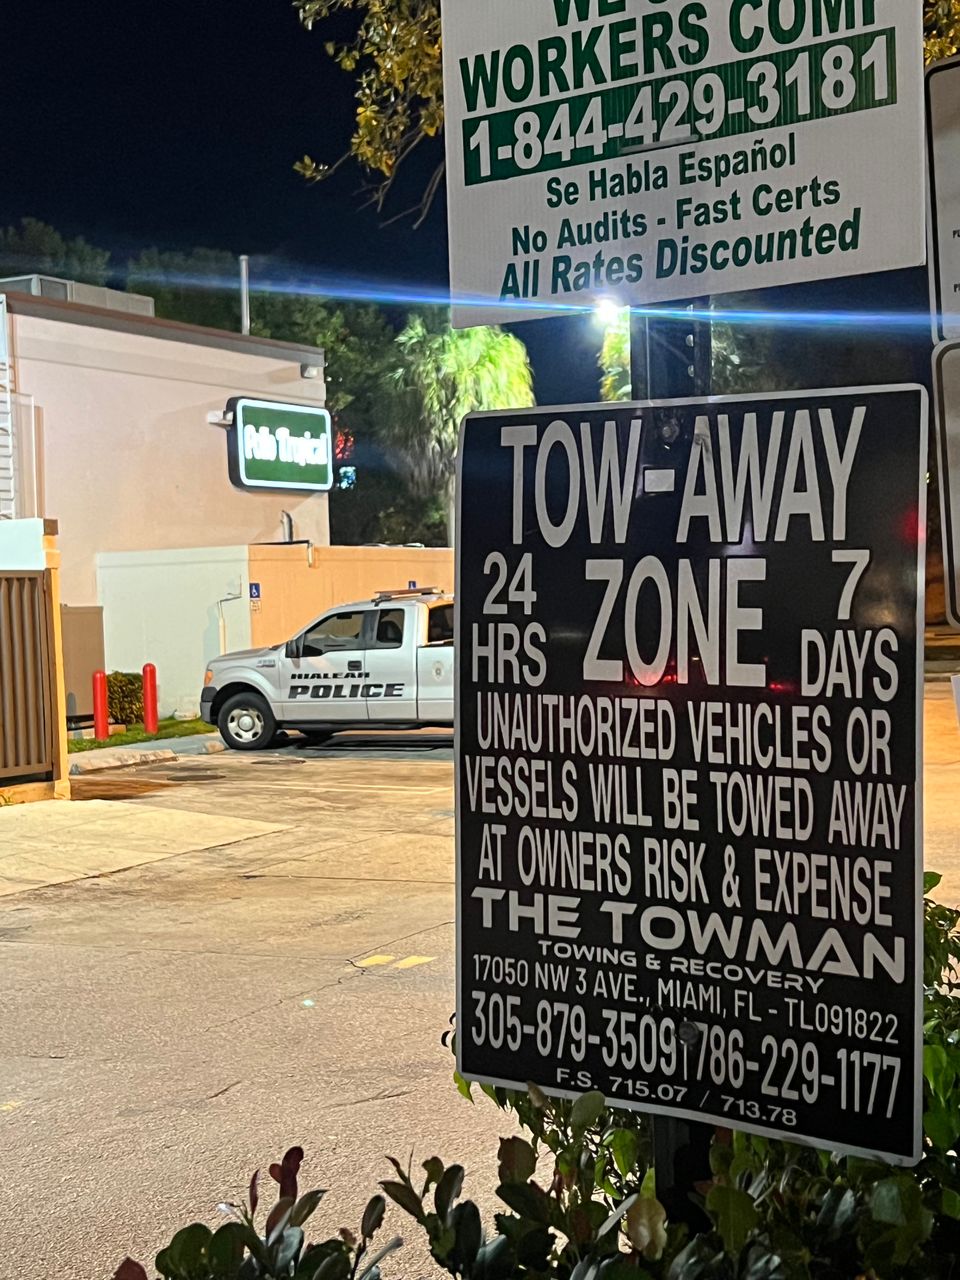 WORKERS COMP
1-844-429-3181
Se Habla Español
No Audits - Fast Certs
All Rates Discounted
Pollo Tropical
HIALEAH
POLICE
TOW-AWAY
24 HRS ZONE 7 DAYS
UNAUTHORIZED VEHICLES OR
VESSELS WILL BE TOWED AWAY
AT OWNERS RISK & EXPENSE
THE TOWMAN
TOWING & RECOVERY
17050 NW 3 AVE., MIAMI, FL - TL091822
305-879-3509|786-229-1177
F.S. 715.07 / 713.78